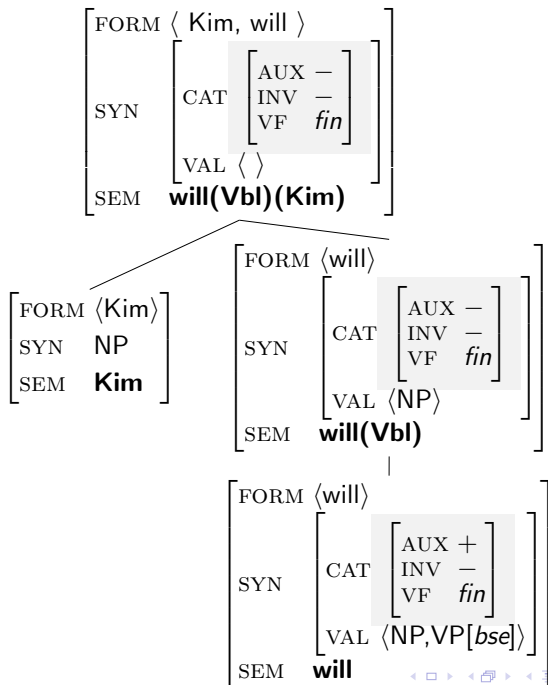 FORM ⟨ Kim, will ⟩
AUX −
SYN CAT INV −
VF fin
VAL ⟨ ⟩
SEM will(Vbl)(Kim)
FORM ⟨Kim⟩
SYN NP
SEM Kim
FORM ⟨will⟩
AUX −
SYN CAT INV −
VF fin
VAL ⟨NP⟩
SEM will(Vbl)
FORM ⟨will⟩
AUX +
SYN CAT INV −
VF fin
VAL ⟨NP,VP[bse]⟩
SEM will